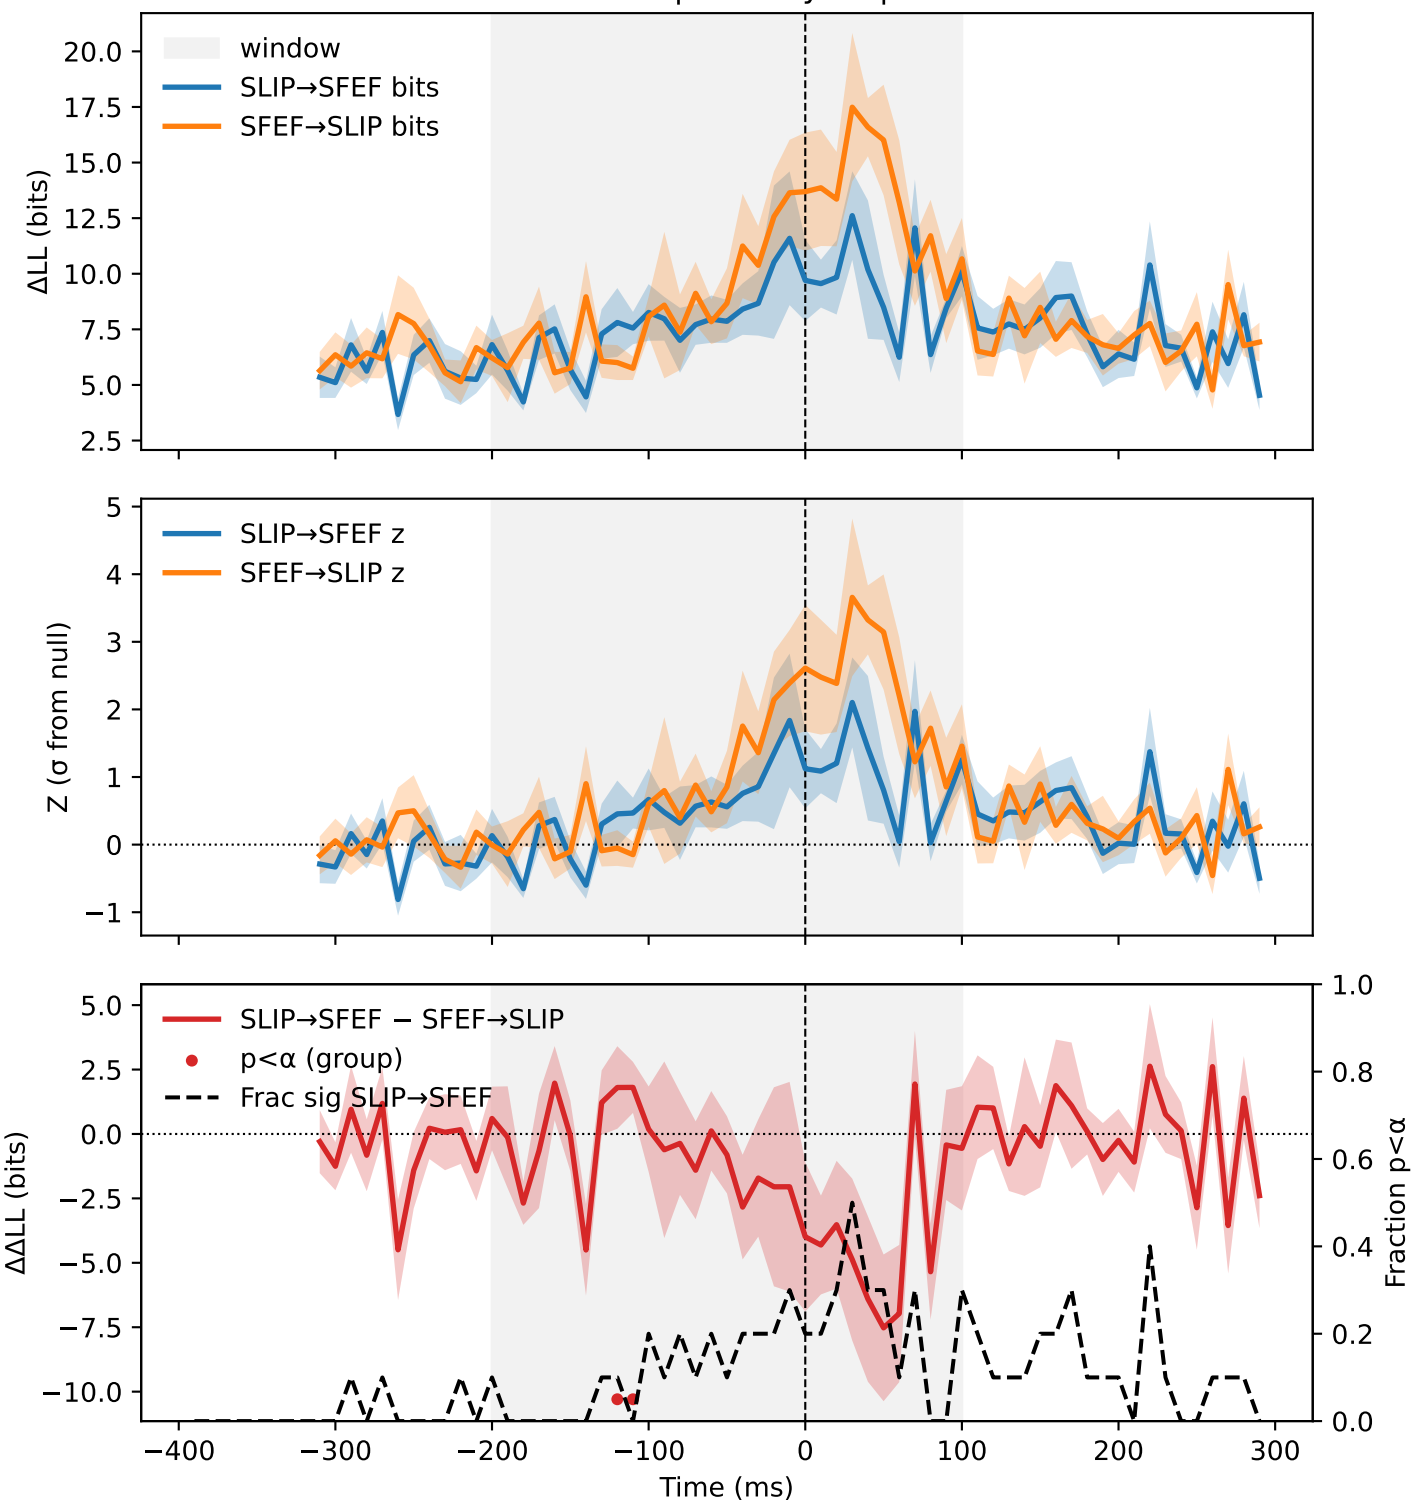 20.0
17.5
15.0
12.5
10.0
7.5
5.0
2.5
ΔLL (bits)
window
SLIP→SFEF bits
SFEF→SLIP bits
5
4
3
2
1
0
−1
Z (σ from null)
SLIP→SFEF z
SFEF→SLIP z
5.0
2.5
0.0
−2.5
−5.0
−7.5
−10.0
ΔΔLL (bits)
SLIP→SFEF − SFEF→SLIP
p<α (group)
Frac sig SLIP→SFEF
1.0
0.8
0.6
0.4
0.2
0.0
Fraction p<α
−400 −300 −200 −100 0 100 200 300
Time (ms)